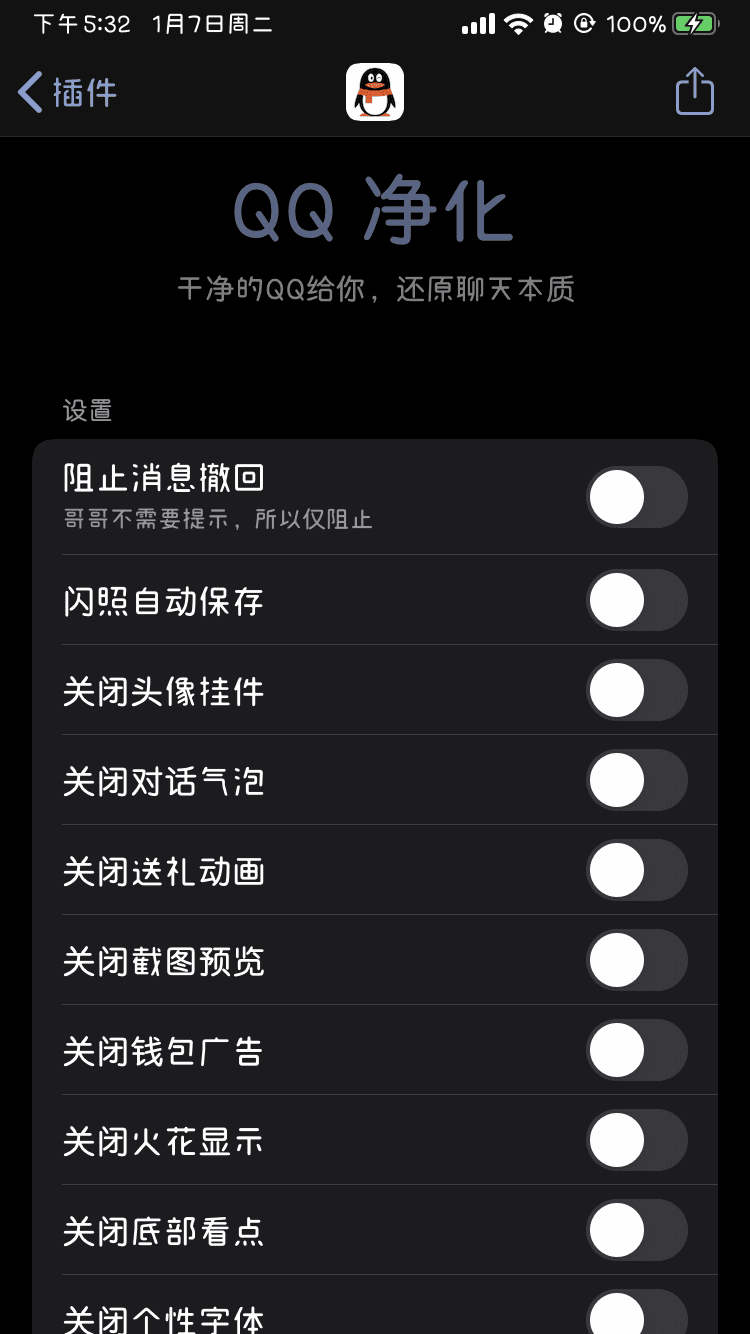 下午5:32 1月7日周二 100%
插件
QQ 净化
干净的QQ给你，还原聊天本质
设置
阻止消息撤回
哥哥不需要提示，所以仅阻止
闪照自动保存
关闭头像挂件
关闭对话气泡
关闭送礼动画
关闭截图预览
关闭钱包广告
关闭火花显示
关闭底部看点
关闭个性字体